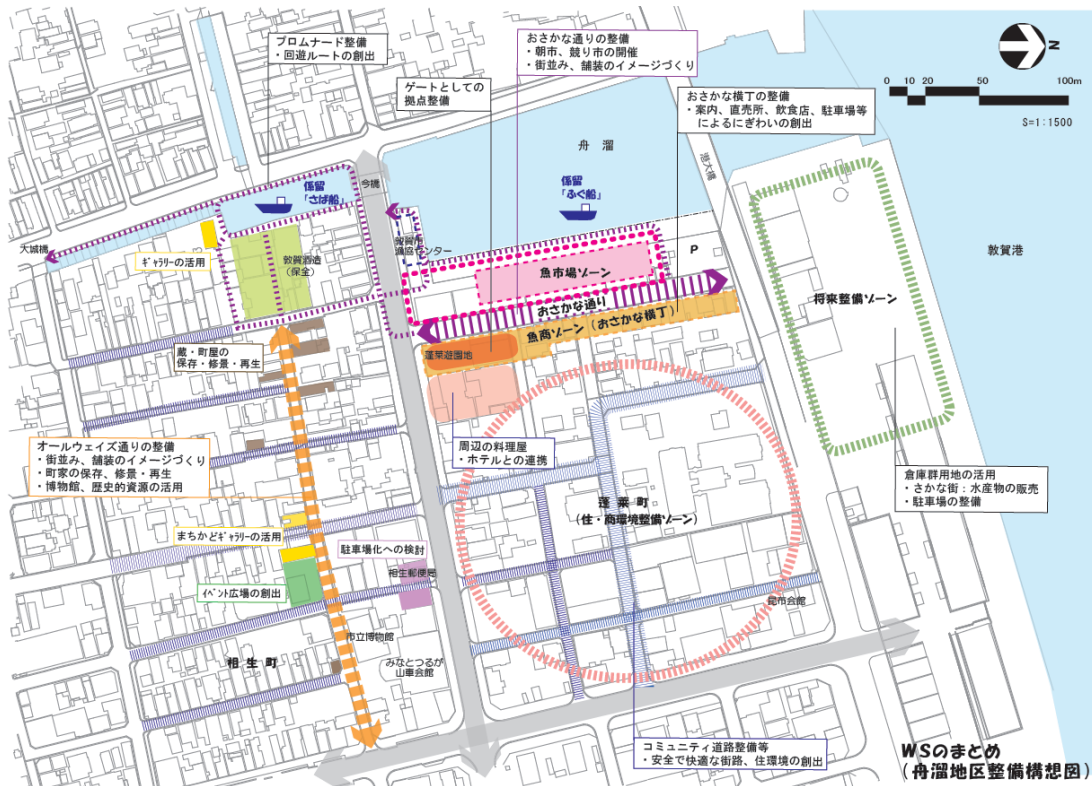 プロムナード整備
・回遊ルートの創出
おさかな通りの整備
・朝市、競り市の開催
・街並み、舗装のイメージづくり
ゲートとしての
拠点整備
おさかな横丁の整備
・案内、直売所、飲食店、駐車場等
によるにぎわいの創出
N
0 10 20 50 100m
S=1:1500
舟溜
港大橋
今橋
係留
「さば船」
係留
「ふぐ船」
大城橋
ギャラリーの活用
敦賀酒造
(保全)
敦賀市
漁協センター
P
魚市場ゾーン
おさかな通り
魚商ゾーン(おさかな横丁)
敦賀港
将来整備ゾーン
蓬莱遊園地
蔵・町屋の
保存・修景・再生
オールウェイズ通りの整備
・街並み、舗装のイメージづくり
・町家の保存、修景・再生
・博物館、歴史的資源の活用
周辺の料理屋
・ホテルとの連携
倉庫群用地の活用
・さかな街：水産物の販売
・駐車場の整備
蓬莱町
(住・商環境整備ゾーン)
まちかどギャラリーの活用
駐車場化への検討
相生郵便局
イベント広場の創出
昆布会館
市立博物館
相生町
みなとつるが
山車会館
コミュニティ道路整備等
・安全で快適な街路、住環境の創出
WSのまとめ
(舟溜地区整備構想図)